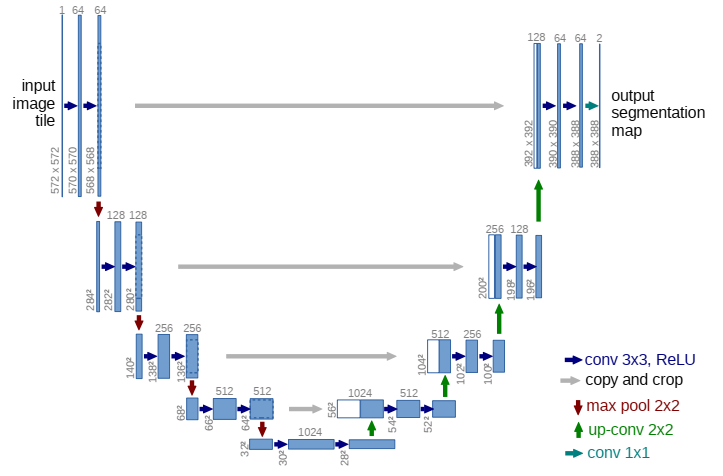 1 64 64
input
image
tile
572 x 572
570 x 570
568 x 568
128 64 64 2
output
segmentation
map
392 x 392
390 x 390
388 x 388
388 x 388
128 128
284²
282²
280²
256 128
200²
198²
196²
256 256
140²
138²
136²
512 256
104²
102²
100²
512 512
68²
66²
64²
1024 512
56²
54²
52²
1024
32²
30²
28²
conv 3x3, ReLU
copy and crop
max pool 2x2
up-conv 2x2
conv 1x1